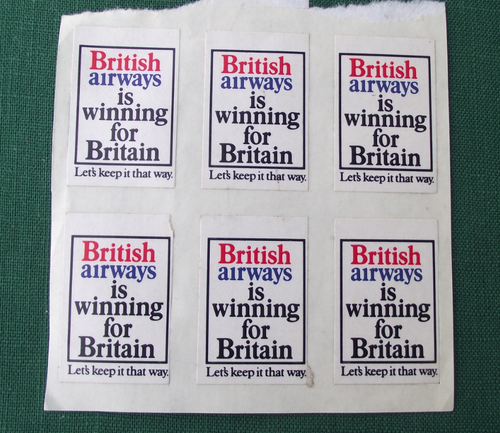 British
airways
is
winning
for
Britain
Let's keep it that way.
British
airways
is
winning
for
Britain
Let's keep it that way.
British
airways
is
winning
for
Britain
Let's keep it that way.
British
airways
is
winning
for
Britain
Let's keep it that way.
British
airways
is
winning
for
Britain
Let's keep it that way.
British
airways
is
winning
for
Britain
Let's keep it that way.